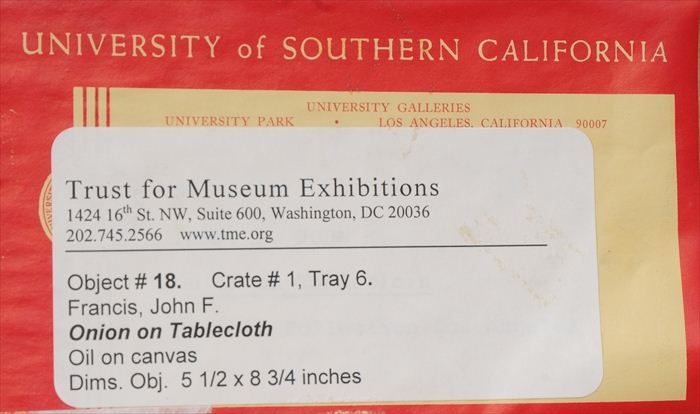 UNIVERSITY of SOUTHERN CALIFORNIA
UNIVERSITY GALLERIES
UNIVERSITY PARK • LOS ANGELES, CALIFORNIA 90007
Trust for Museum Exhibitions
1424 16th St. NW, Suite 600, Washington, DC 20036
202.745.2566 www.tme.org
Object # 18. Crate # 1, Tray 6.
Francis, John F.
Onion on Tablecloth
Oil on canvas
Dims. Obj. 5 1/2 x 8 3/4 inches